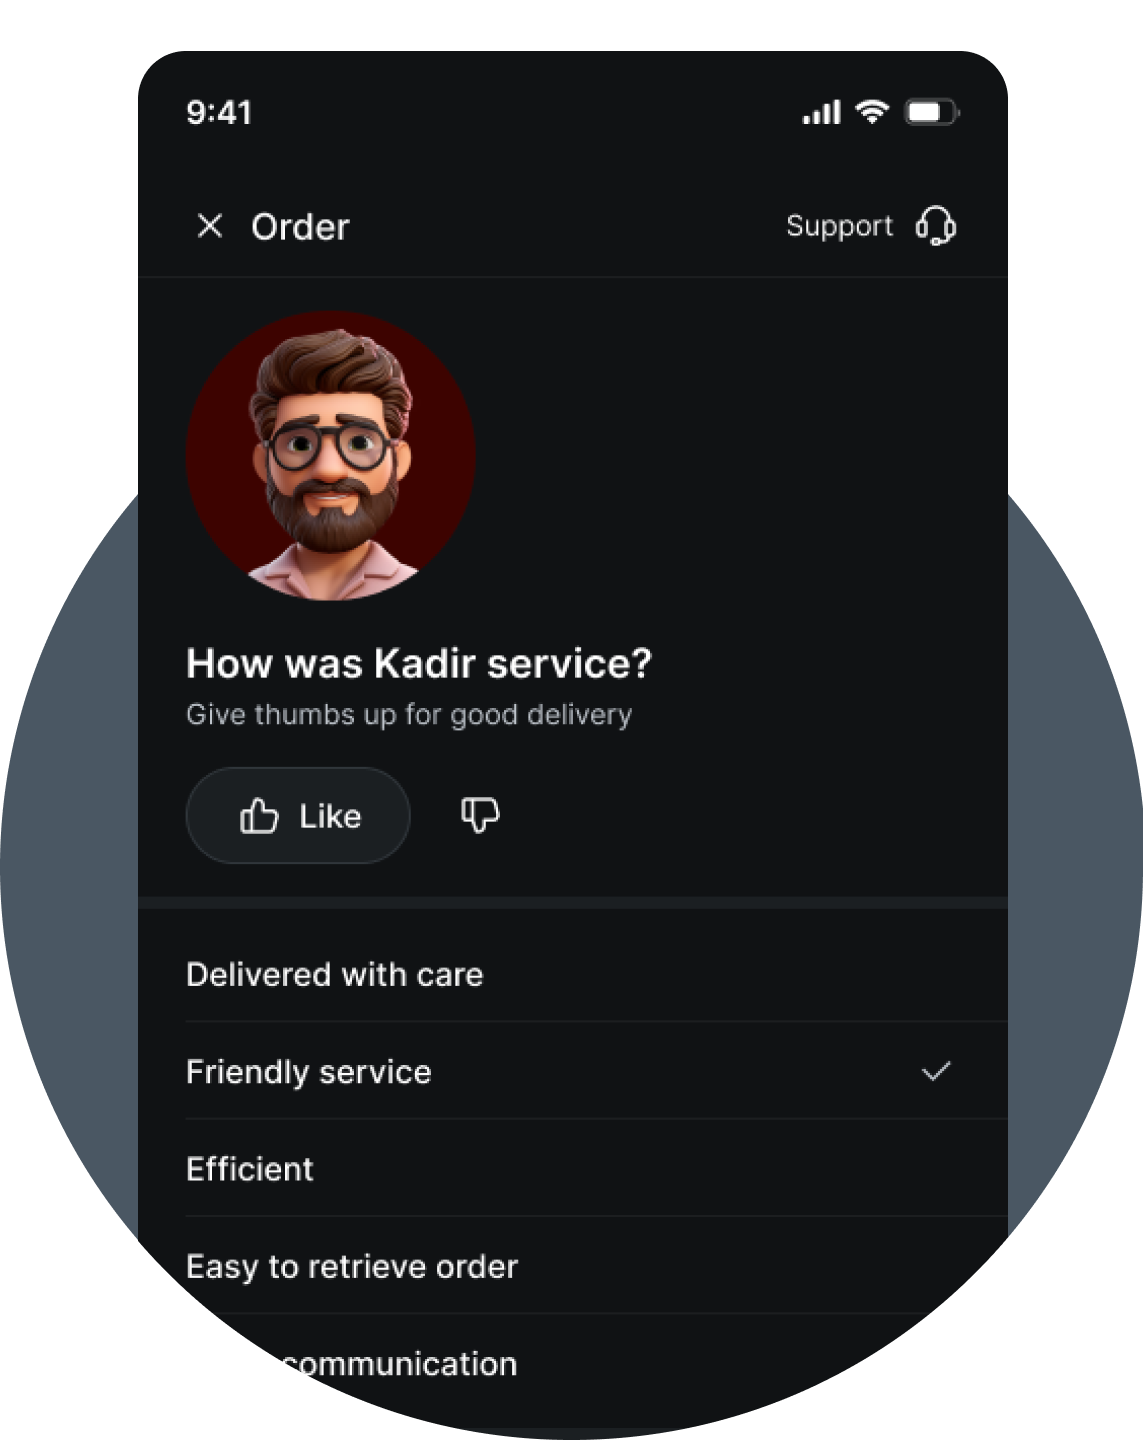 9:41
Order
Support
How was Kadir service?
Give thumbs up for good delivery
Like
Delivered with care
Friendly service
Efficient
Easy to retrieve order
communication